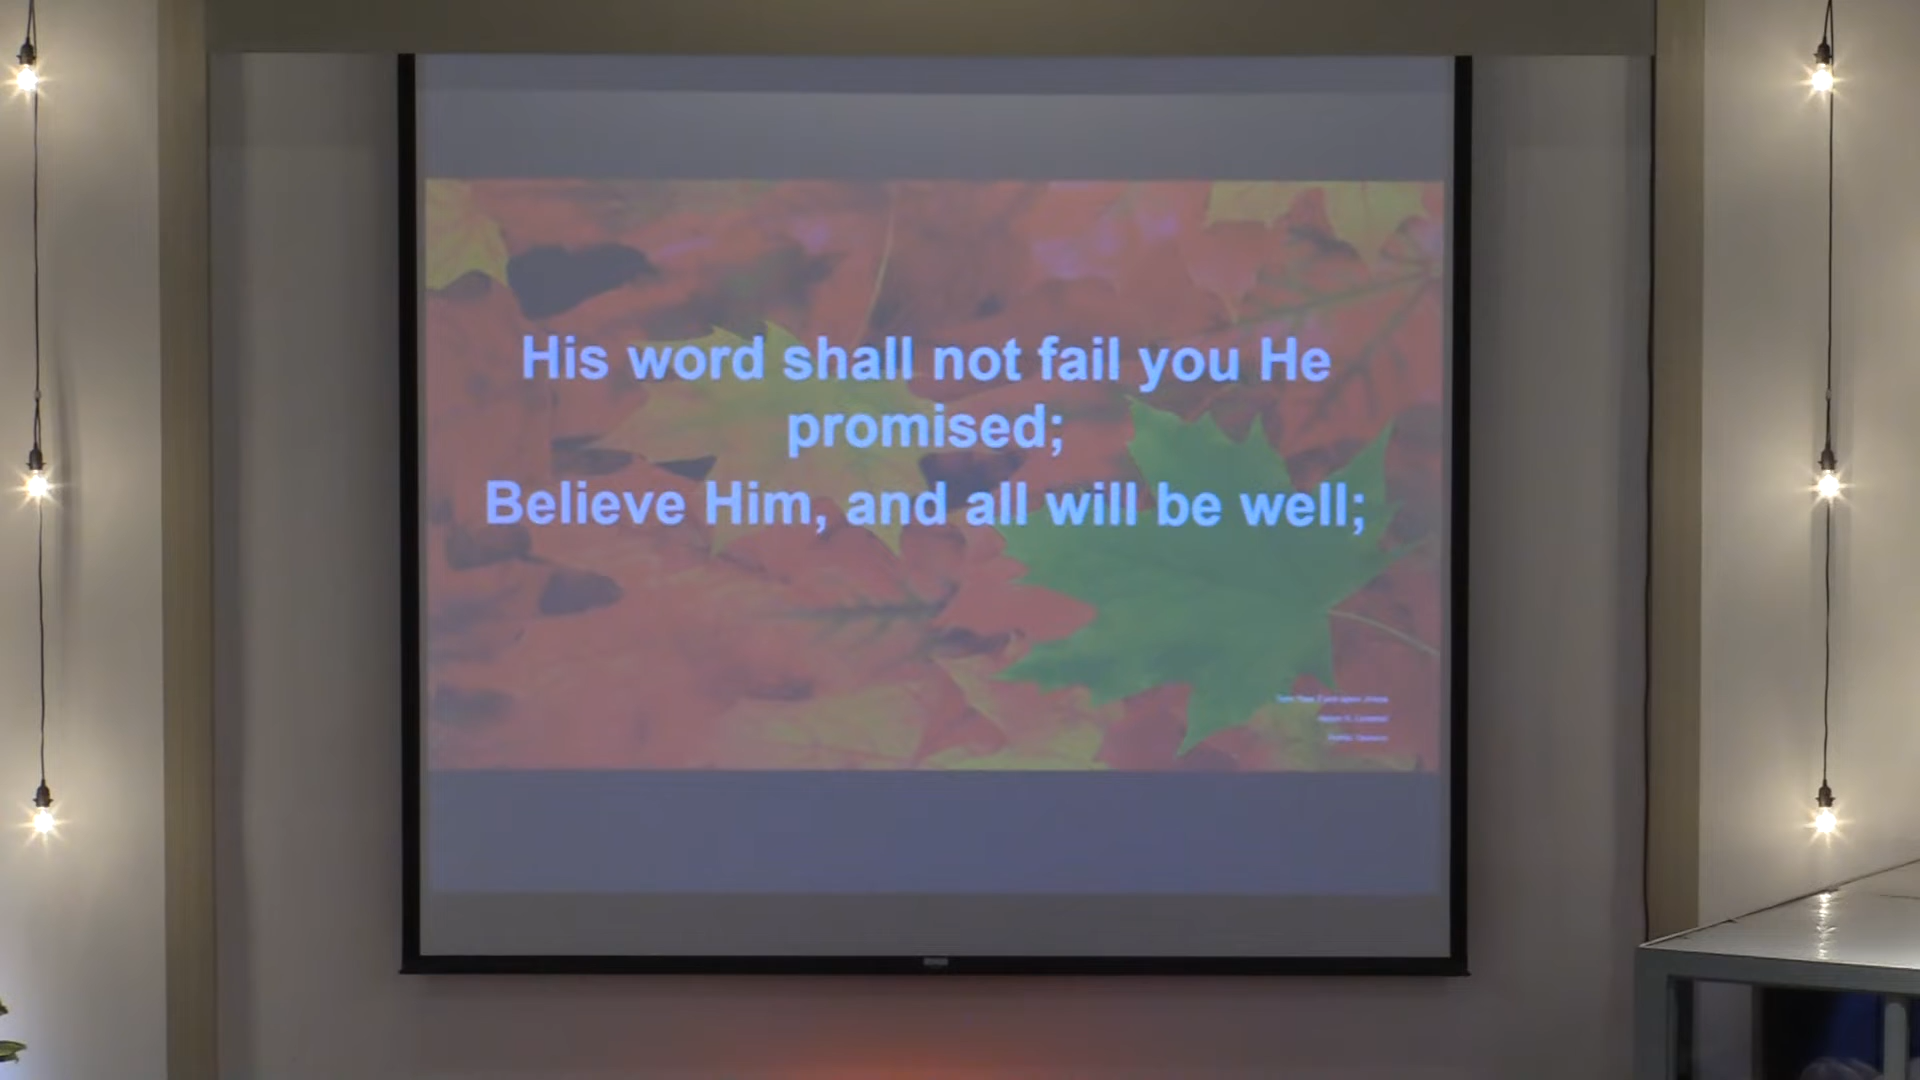 His word shall not fail you He
promised;
Believe Him, and all will be well;